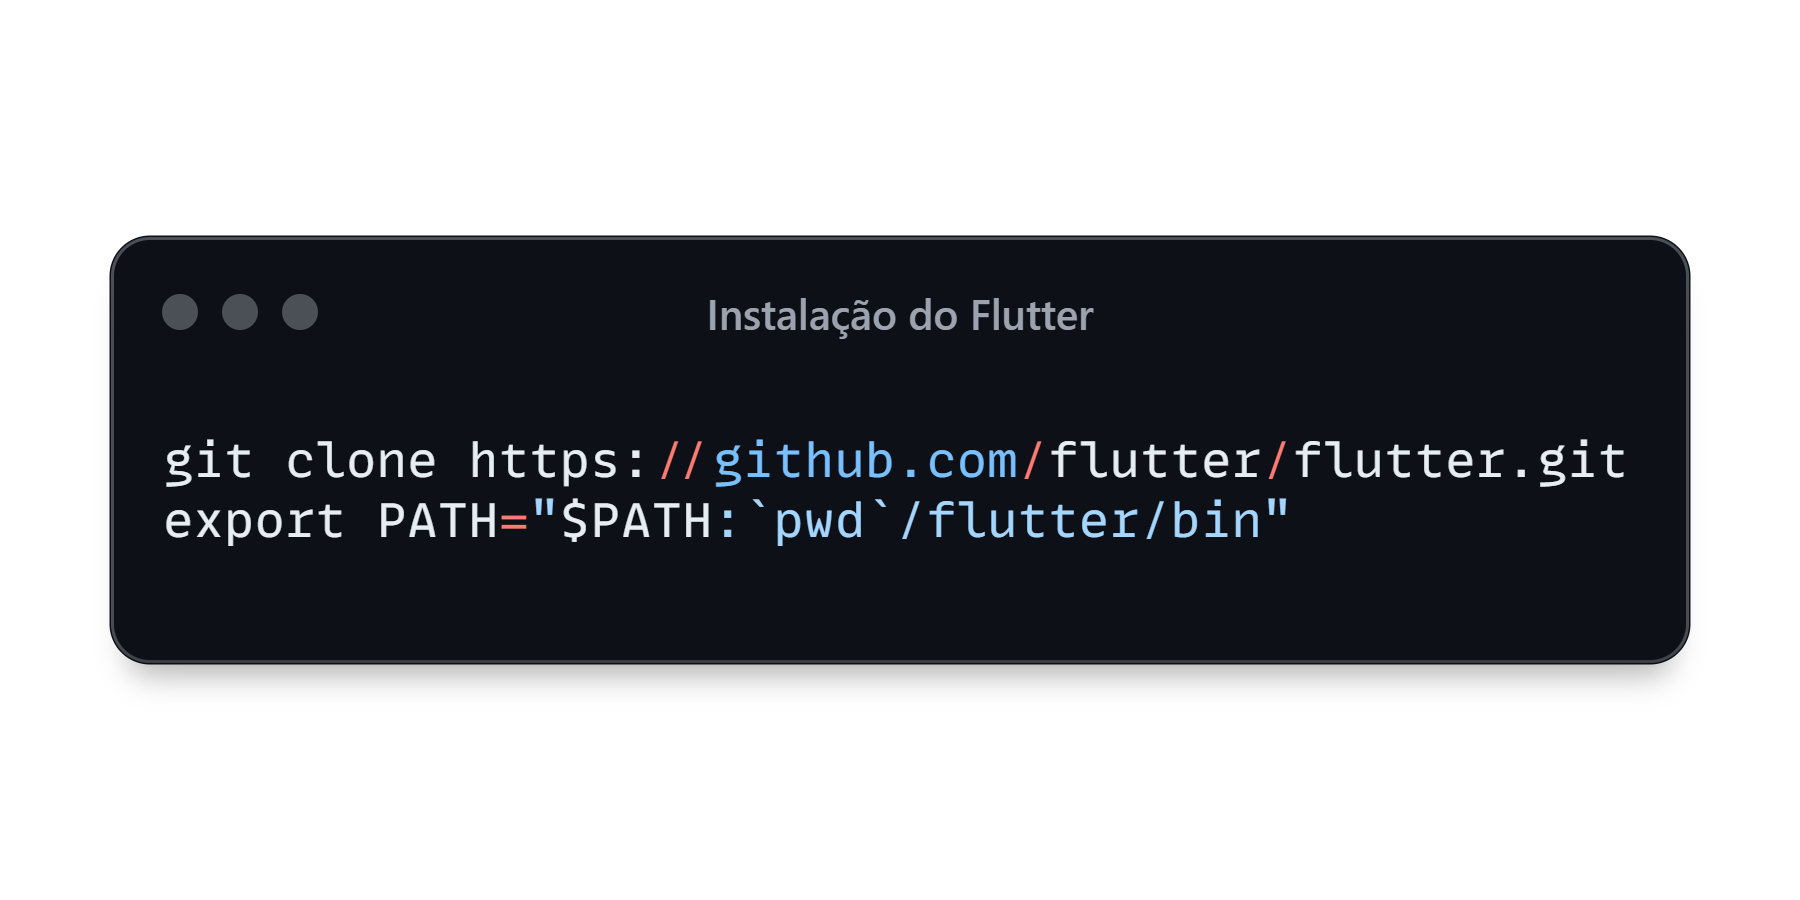 Instalação do Flutter
git clone https://github.com/flutter/flutter.git
export PATH="$PATH:`pwd`/flutter/bin"